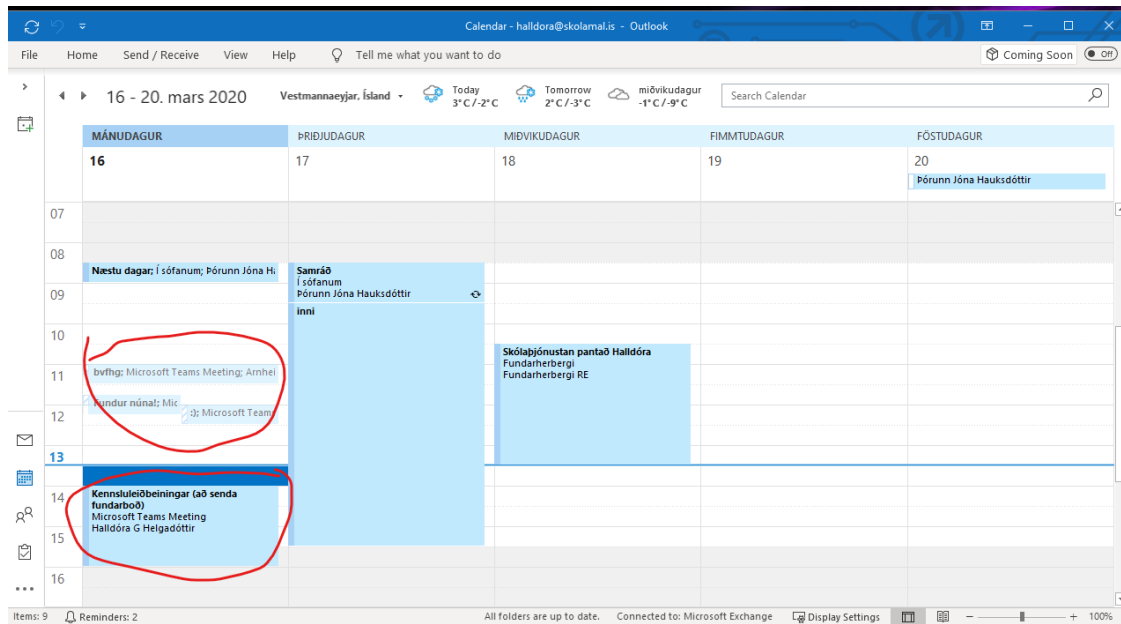 Calendar - halldora@skolamal.is - Outlook
File Home Send / Receive View Help Tell me what you want to do Coming Soon Off
16 - 20. mars 2020 Vestmannaeyjar, Ísland Today 3°C/-2°C Tomorrow 2°C/-3°C miðvikudagur -1°C/-9°C Search Calendar
MÁNUDAGUR ÞRIÐJUDAGUR MIÐVIKUDAGUR FIMMTUDAGUR FÖSTUDAGUR
16 17 18 19 20
Þórunn Jóna Hauksdóttir
07
08
Næstu dagar; Í sófanum; Þórunn Jóna Ha
Samráð
Í sófanum
Þórunn Jóna Hauksdóttir
09
inni
10
Skólaþjónustan pantað Halldóra
Fundarherbergi
Fundarherbergi RE
11
bvfhg; Microsoft Teams Meeting; Arnhei
Fundur núna!; Mic
12
:); Microsoft Teams
13
14
Kennsluleiðbeiningar (að senda
fundarboð)
Microsoft Teams Meeting
Halldóra G Helgadóttir
15
16
Items: 9 Reminders: 2 All folders are up to date. Connected to: Microsoft Exchange Display Settings 100%